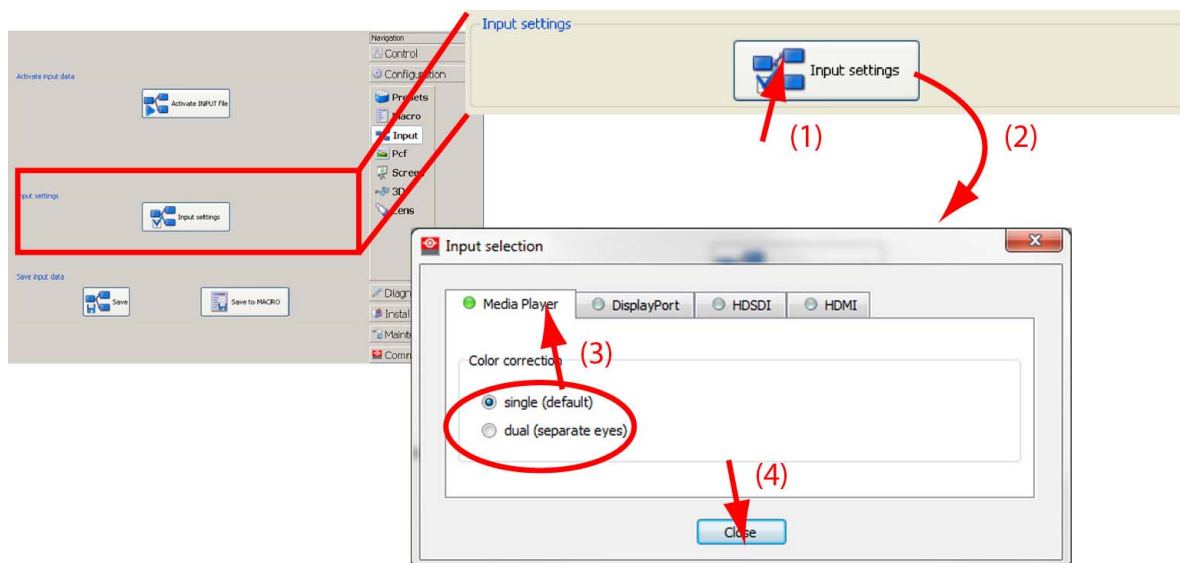 Activate input data
Activate INPUT file
Input settings
Input settings
Save input data
Save
Save to MACRO
Navigation
Control
Configuration
Presets
Macro
Input
Pcf
Screen
3D
Lens
Input settings
Input settings
(1)
(2)
Input selection
Media Player
DisplayPort
HDSDI
HDMI
(3)
Color correction
single (default)
dual (separate eyes)
(4)
Close
Diagn
Instal
Maint
Comm